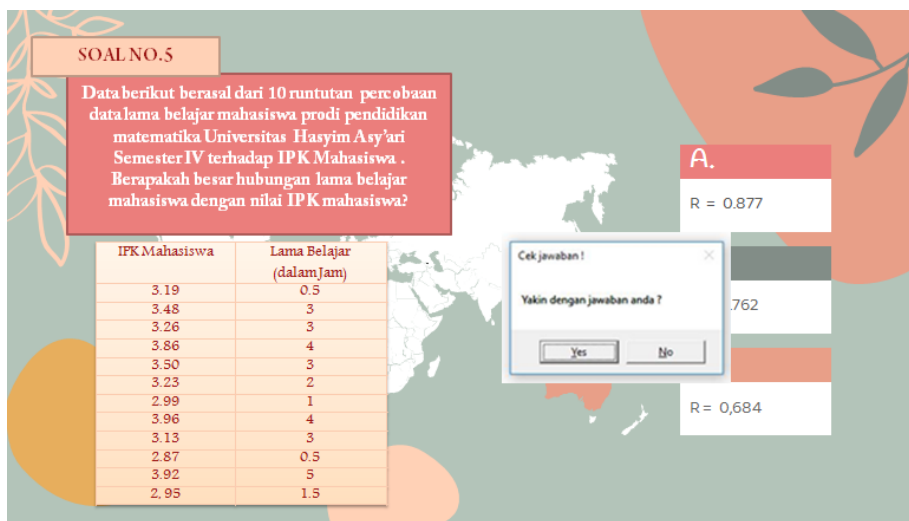 SOAL NO.5
Data berikut berasal dari 10 runtutan percobaan
data lama belajar mahasiswa prodi pendidikan
matematika Universitas Hasyim Asy'ari
Semester IV terhadap IPK Mahasiswa .
Berapakah besar hubungan lama belajar
mahasiswa dengan nilai IPK mahasiswa?
IPK Mahasiswa Lama Belajar
(dalam Jam)
3.19 0.5
3.48 3
3.26 3
3.86 4
3.50 3
3.23 2
2.99 1
3.96 4
3.13 3
2.87 0.5
3.92 5
2, 95 1.5
A.
R = 0.877
.762
R = 0,684
Cek jawaban !
Yakin dengan jawaban anda ?
Yes No